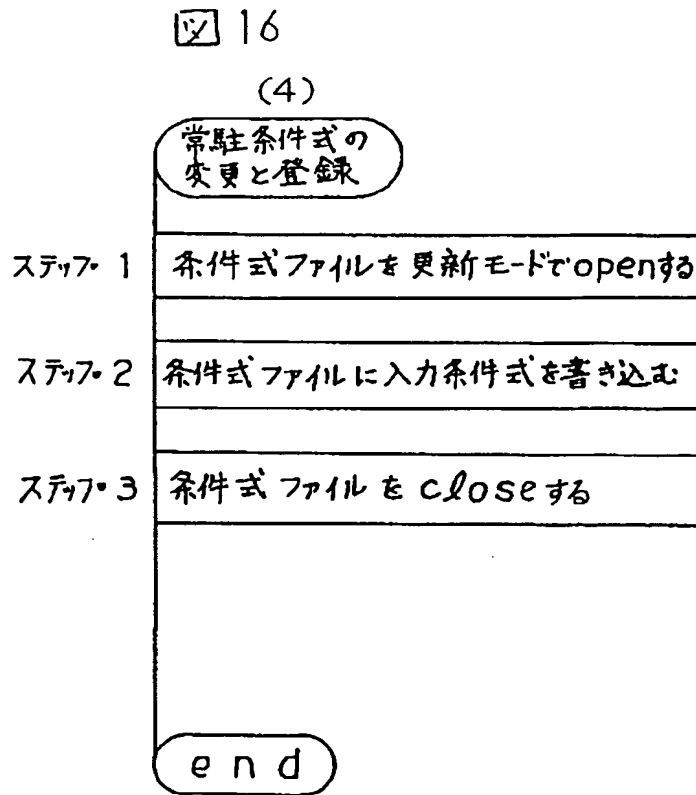 図 16
(4)
常駐条件式の
変更と登録
ステップ 1 条件式ファイルを更新モードでopenする
ステップ 2 条件式ファイルに入力条件式を書き込む
ステップ 3 条件式ファイルをcloseする
end